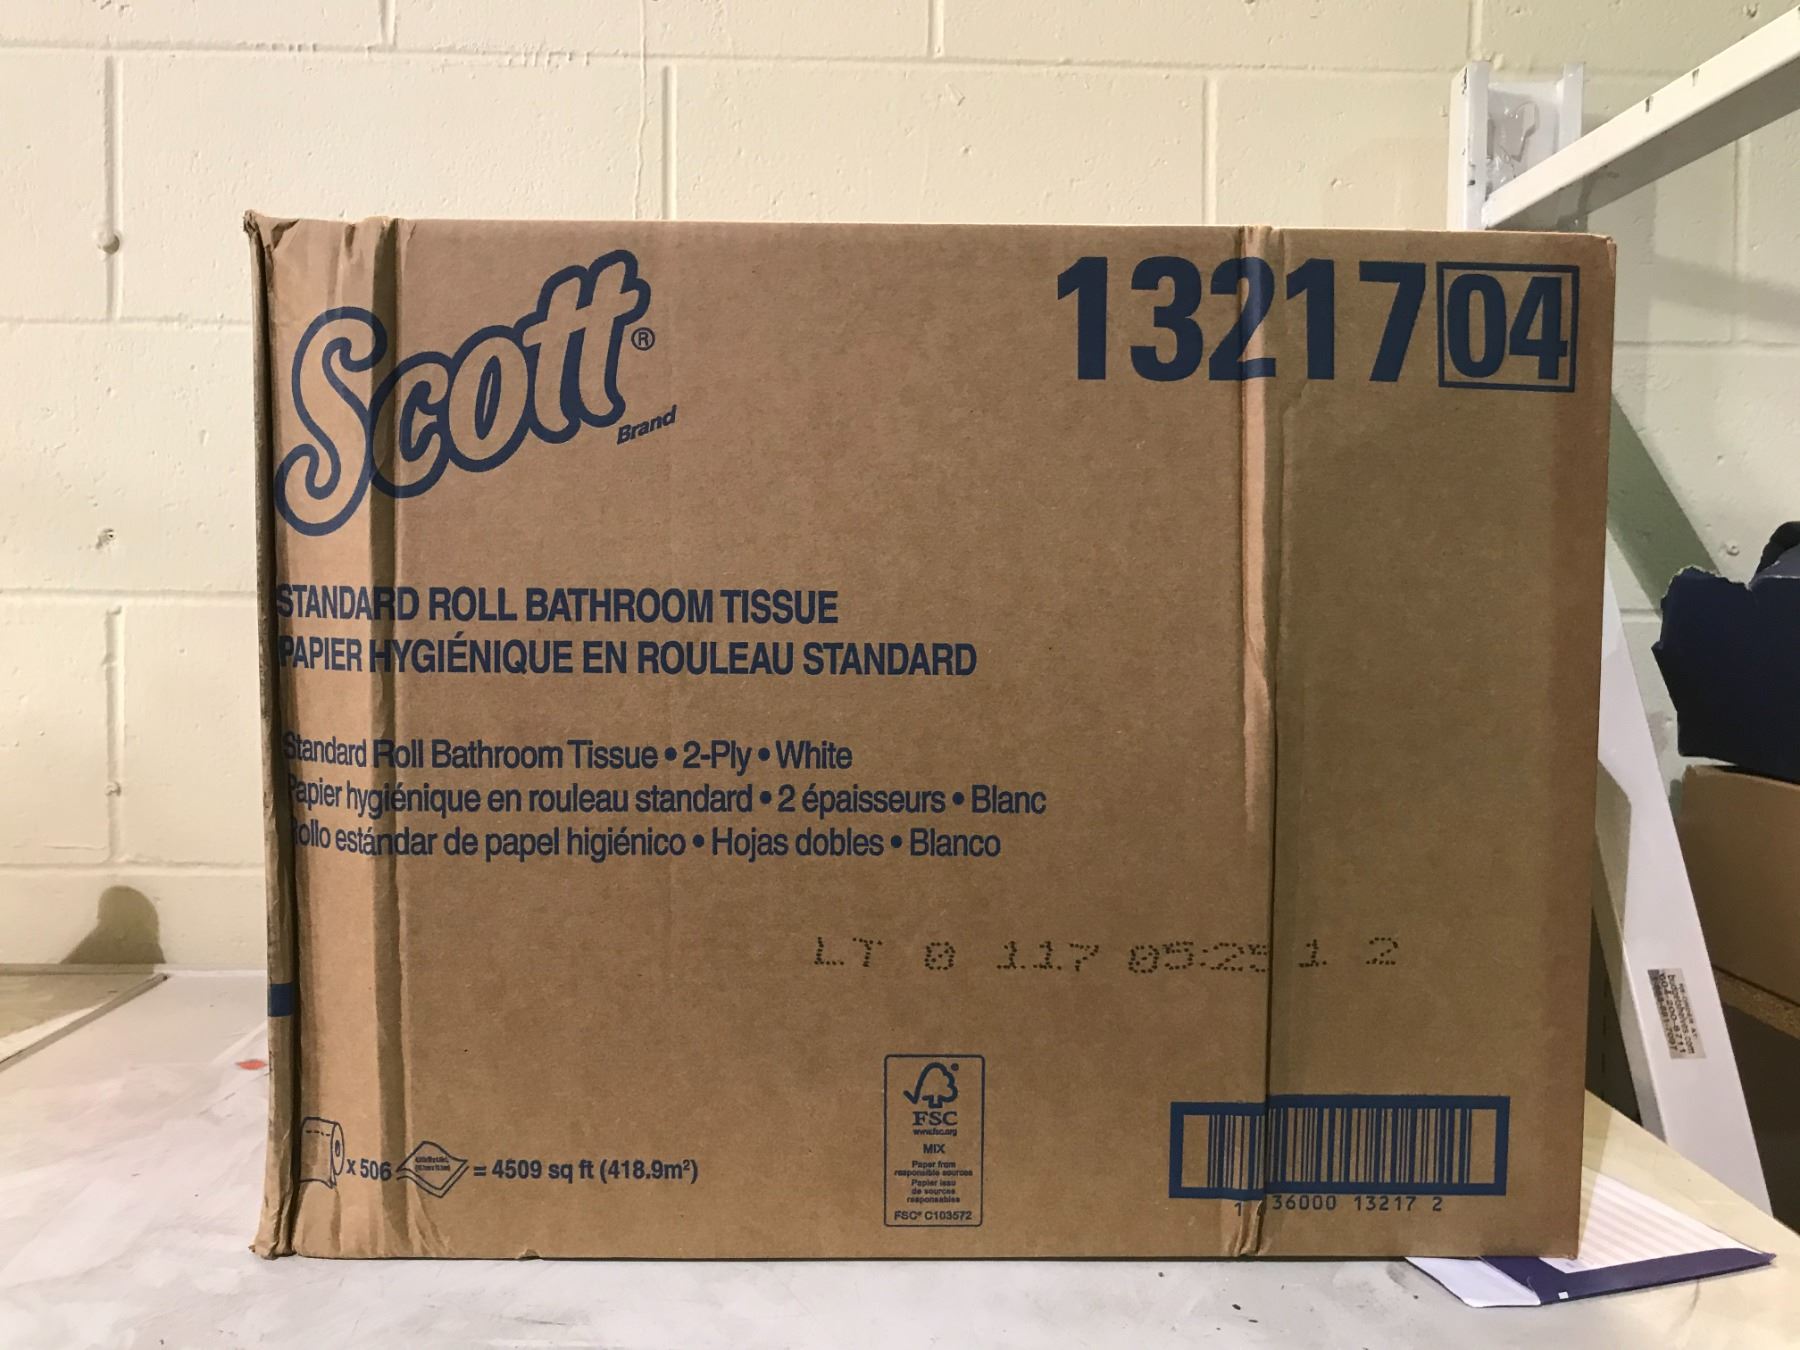 Scott®
Brand
13217 04
STANDARD ROLL BATHROOM TISSUE
PAPIER HYGIÉNIQUE EN ROULEAU STANDARD
Standard Roll Bathroom Tissue • 2-Ply • White
Papier hygiénique en rouleau standard • 2 épaisseurs • Blanc
Rollo estándar de papel higiénico • Hojas dobles • Blanco
LT 0 117 05:25 1 2
x 506 = 4509 sq ft (418.9m²)
FSC
www.fsc.org
MIX
Paper from
responsible sources
Papier issu
de sources
responsables
FSC® C103572
1 36000 13217 2